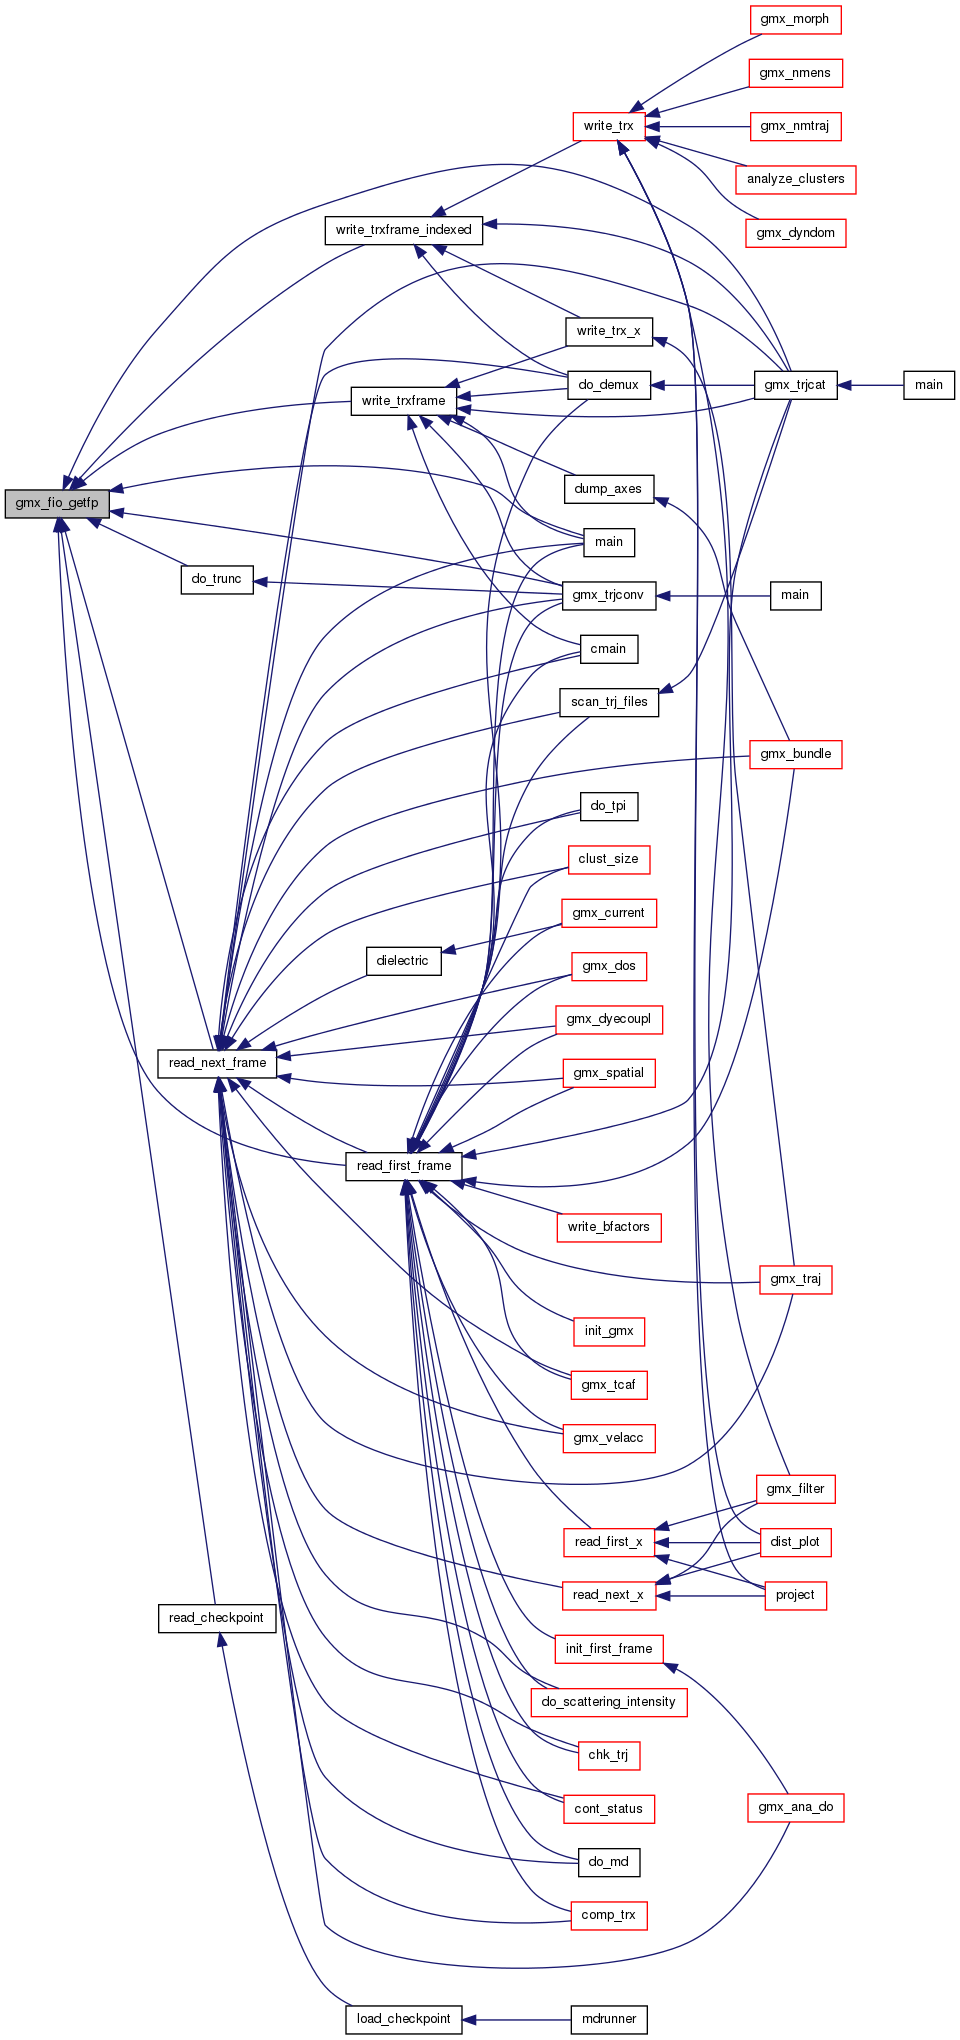 gmx_morph
gmx_nmens
write_trx
gmx_nmtraj
analyze_clusters
write_trxframe_indexed
gmx_dyndom
write_trx_x
do_demux
gmx_trjcat
main
write_trxframe
dump_axes
gmx_fio_getfp
main
do_trunc
gmx_trjconv
main
cmain
scan_trj_files
gmx_bundle
do_tpi
clust_size
gmx_current
dielectric
gmx_dos
gmx_dyecoupl
read_next_frame
gmx_spatial
read_first_frame
write_bfactors
gmx_traj
init_gmx
gmx_tcaf
gmx_velacc
gmx_filter
read_first_x
dist_plot
read_next_x
project
read_checkpoint
init_first_frame
do_scattering_intensity
chk_trj
cont_status
gmx_ana_do
do_md
comp_trx
load_checkpoint
mdrunner